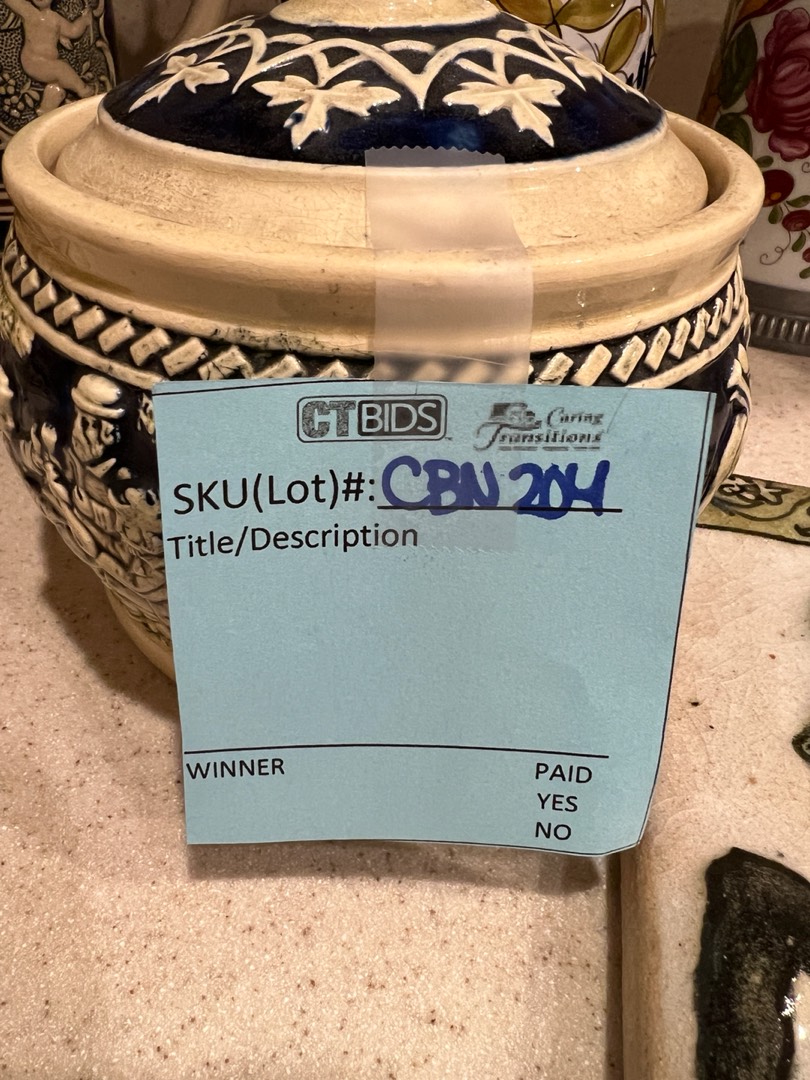 CTBIDS Caring Transitions
SKU(Lot)#: CBN 204
Title/Description
WINNER PAID
YES
NO